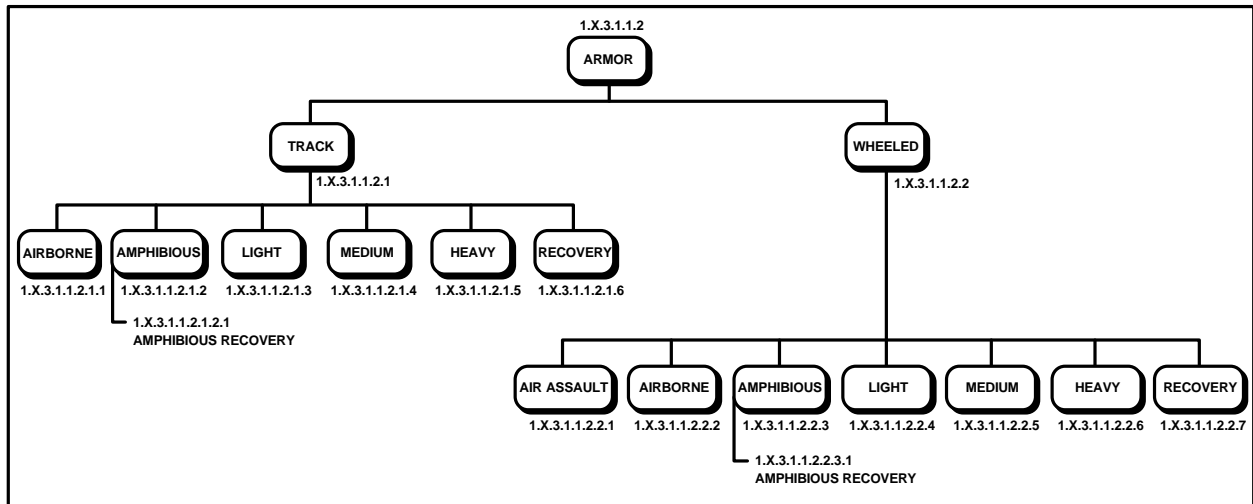 1.X.3.1.1.2
ARMOR
TRACK
WHEELED
1.X.3.1.1.2.1
1.X.3.1.1.2.2
AIRBORNE
AMPHIBIOUS
LIGHT
MEDIUM
HEAVY
RECOVERY
1.X.3.1.1.2.1.1
1.X.3.1.1.2.1.2
1.X.3.1.1.2.1.3
1.X.3.1.1.2.1.4
1.X.3.1.1.2.1.5
1.X.3.1.1.2.1.6
1.X.3.1.1.2.1.2.1
AMPHIBIOUS RECOVERY
AIR ASSAULT
AIRBORNE
AMPHIBIOUS
LIGHT
MEDIUM
HEAVY
RECOVERY
1.X.3.1.1.2.2.1
1.X.3.1.1.2.2.2
1.X.3.1.1.2.2.3
1.X.3.1.1.2.2.4
1.X.3.1.1.2.2.5
1.X.3.1.1.2.2.6
1.X.3.1.1.2.2.7
1.X.3.1.1.2.2.3.1
AMPHIBIOUS RECOVERY